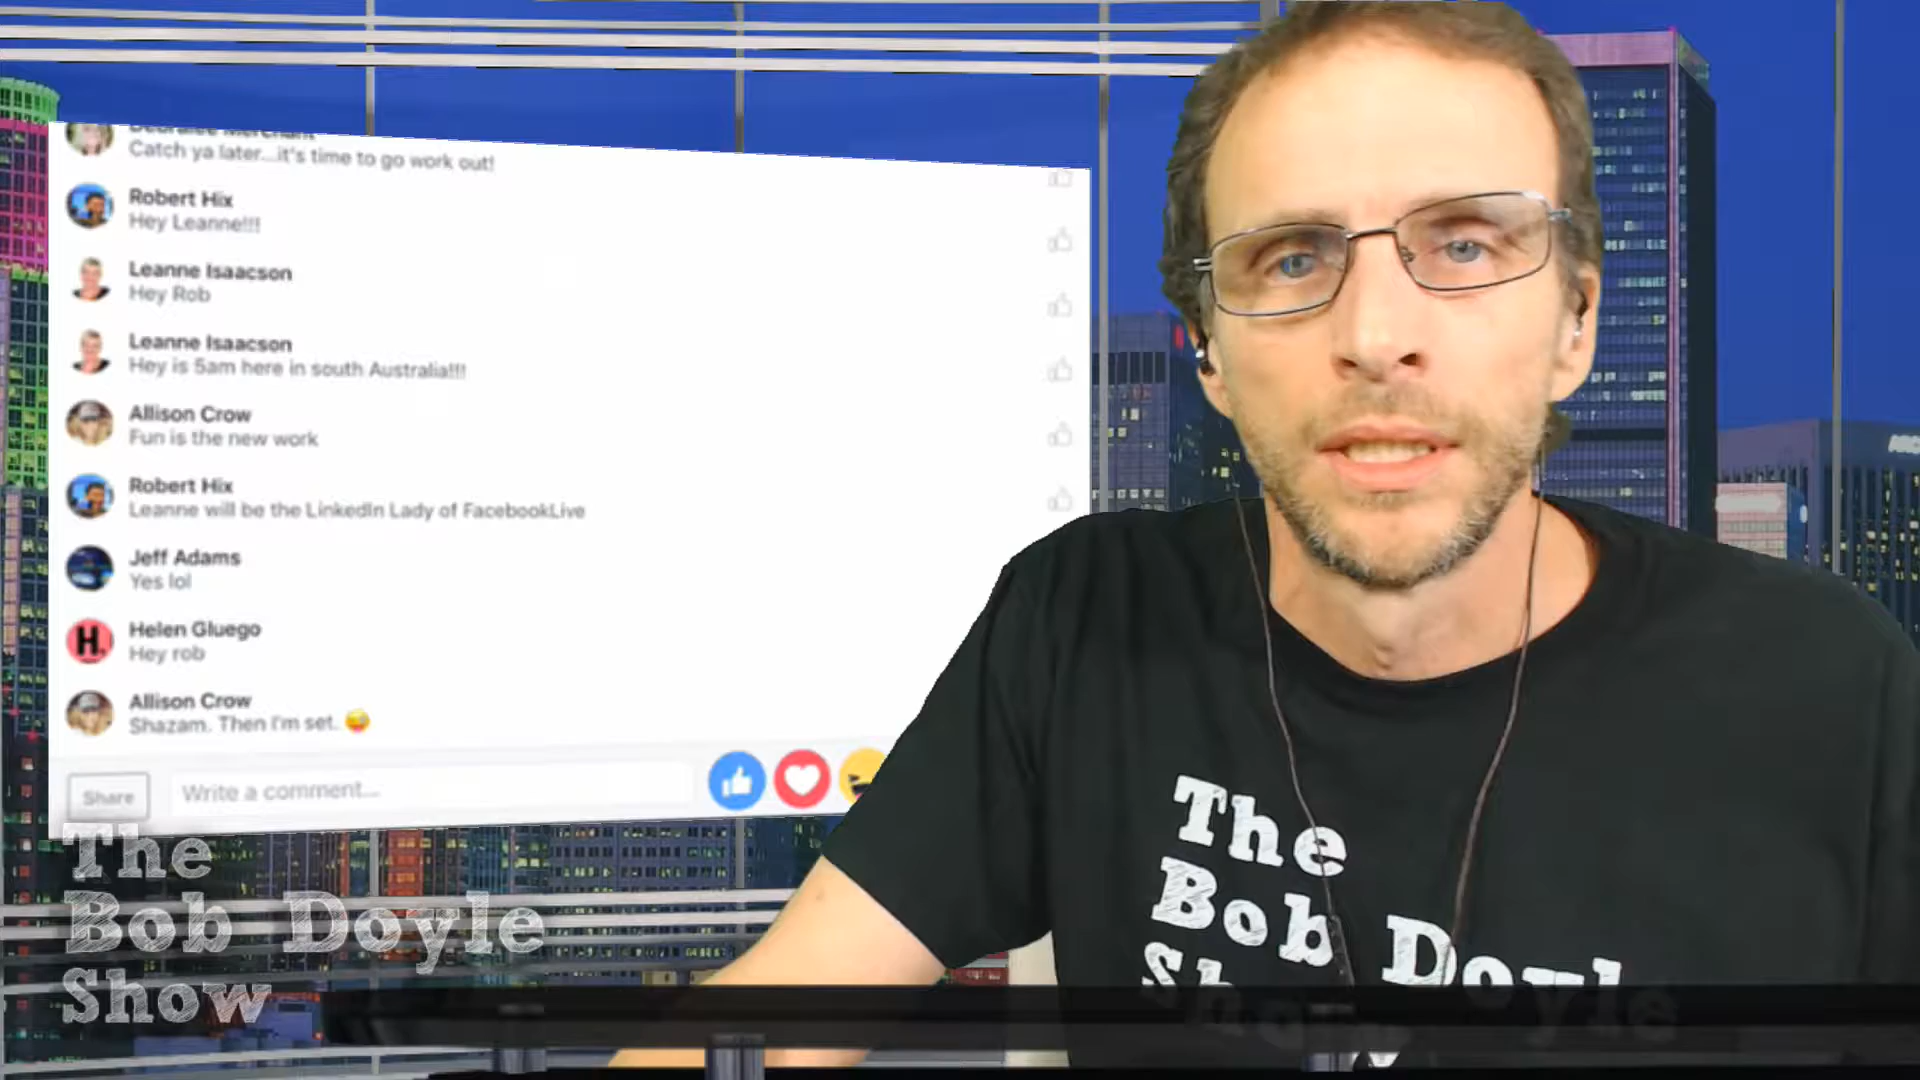 Catch ya later...it's time to go work out!
Robert Hix
Hey Leanne!!!
Leanne Isaacson
Hey Rob
Leanne Isaacson
Hey is 5am here in south Australia!!!
Allison Crow
Fun is the new work
Robert Hix
Leanne will be the LinkedIn Lady of FacebookLive
Jeff Adams
Yes lol
H.
Helen Gluego
Hey rob
Allison Crow
Shazam. Then I'm set. 😜
Share
Write a comment...
The
Bob Doyle
Show
The
Bob Doyle
Show